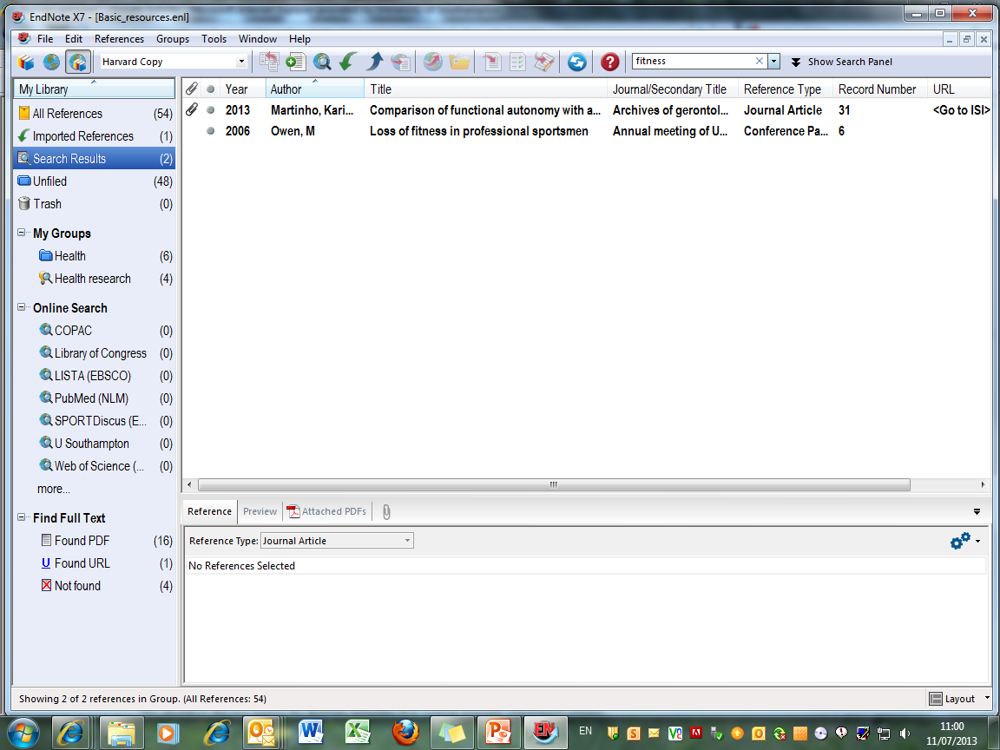 EndNote X7 - [Basic_resources.enl]
File Edit References Groups Tools Window Help
Harvard Copy fitness Show Search Panel
My Library
All References (54)
Imported References (1)
Search Results (2)
Unfiled (48)
Trash (0)
My Groups
Health (6)
Health research (4)
Online Search
COPAC (0)
Library of Congress (0)
LISTA (EBSCO) (0)
PubMed (NLM) (0)
SPORTDiscus (E... (0)
U Southampton (0)
Web of Science (... (0)
more...
Find Full Text
Found PDF (16)
Found URL (1)
Not found (4)
Year Author Title Journal/Secondary Title Reference Type Record Number URL
2013 Martinho, Kari... Comparison of functional autonomy with a... Archives of gerontol... Journal Article 31 <Go to ISI>
2006 Owen, M Loss of fitness in professional sportsmen Annual meeting of U... Conference Pa... 6
Reference Preview Attached PDFs
Reference Type: Journal Article
No References Selected
Showing 2 of 2 references in Group. (All References: 54) Layout
EN 11:00
11/07/2013